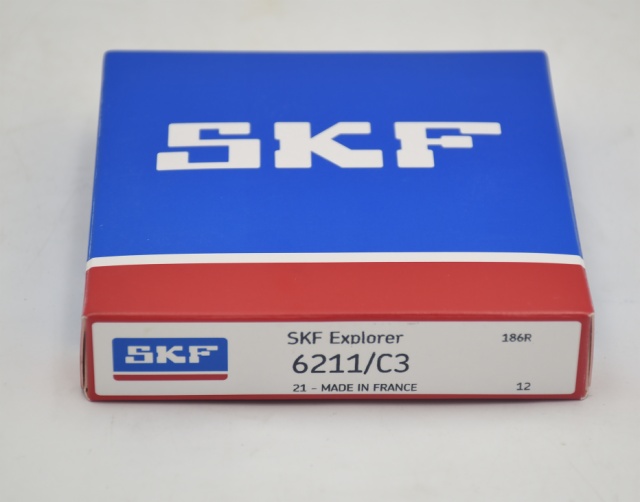 SKF
SKF
SKF Explorer
186R
6211/C3
21 - MADE IN FRANCE
12